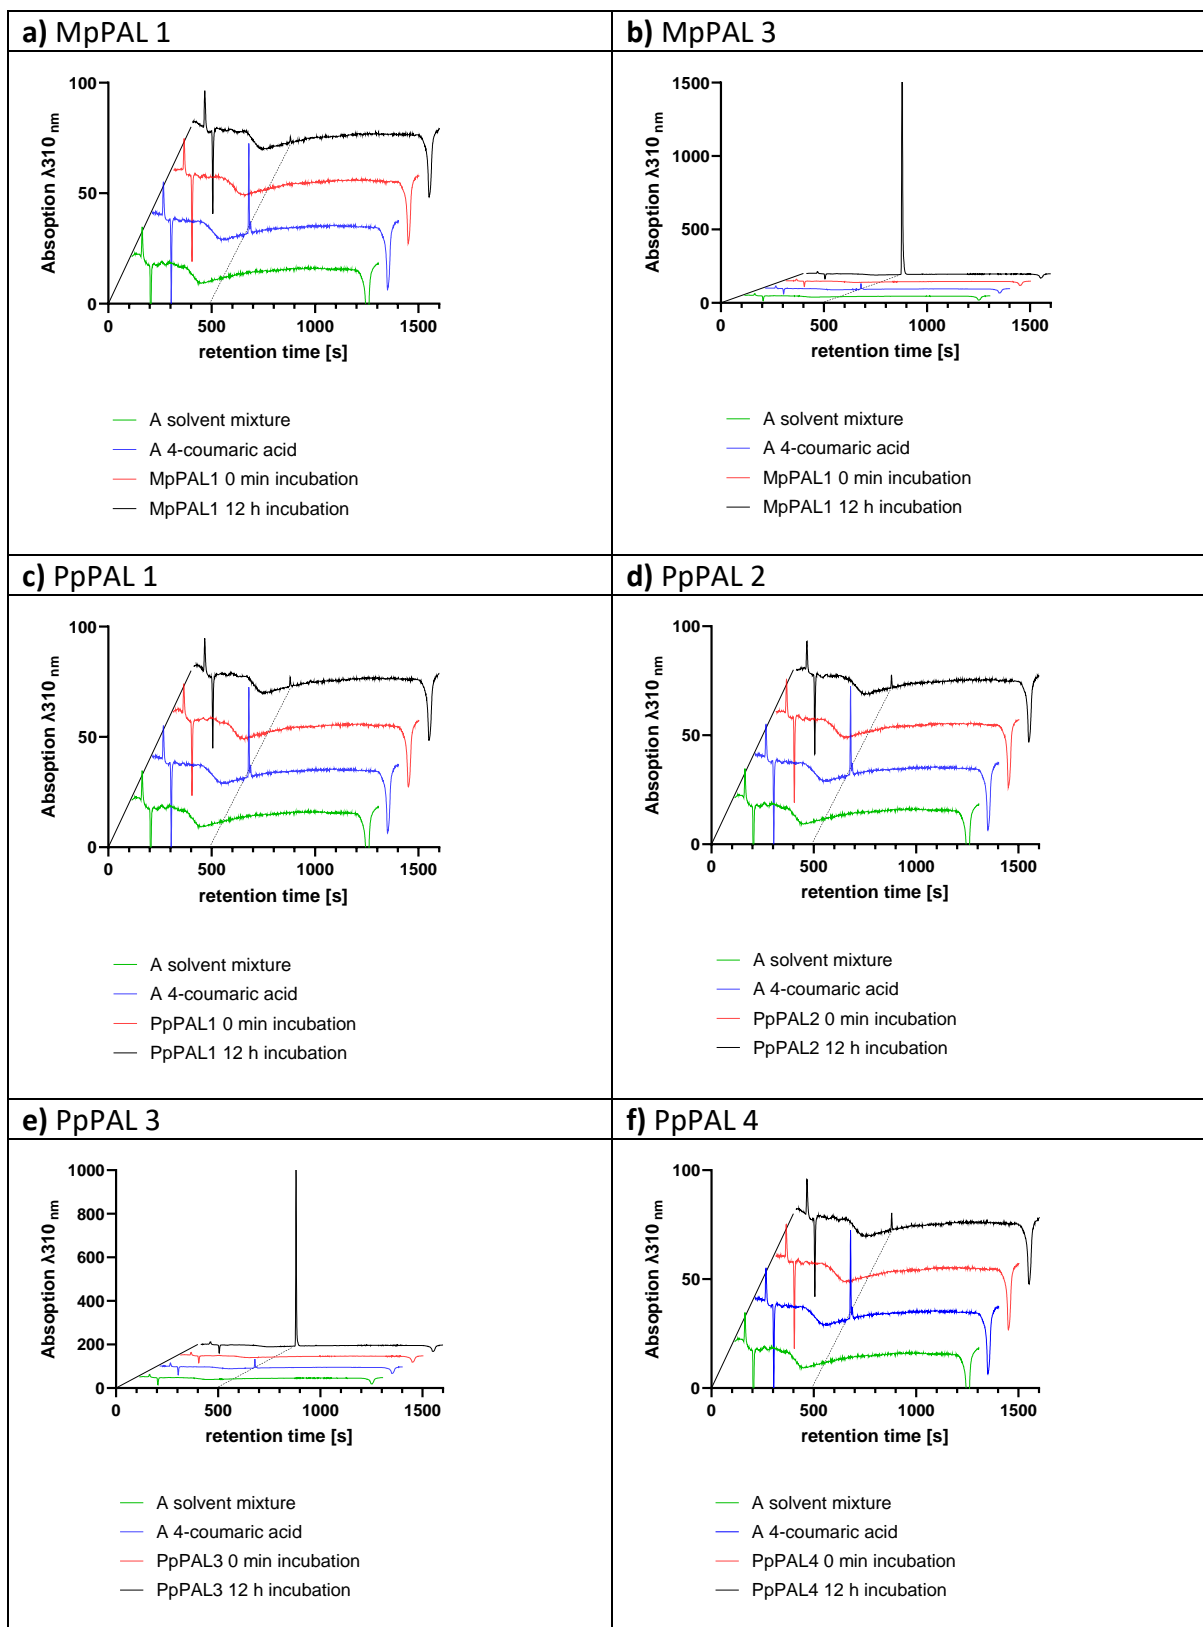 a) MpPAL 1
b) MpPAL 3
100
50
0
0 500 1000 1500
Absoption λ310 nm
retention time [s]
A solvent mixture
A 4-coumaric acid
MpPAL1 0 min incubation
MpPAL1 12 h incubation
1500
1000
500
0
0 500 1000 1500
Absoption λ310 nm
retention time [s]
A solvent mixture
A 4-coumaric acid
MpPAL1 0 min incubation
MpPAL1 12 h incubation
c) PpPAL 1
d) PpPAL 2
100
50
0
0 500 1000 1500
Absoption λ310 nm
retention time [s]
A solvent mixture
A 4-coumaric acid
PpPAL1 0 min incubation
PpPAL1 12 h incubation
100
50
0
0 500 1000 1500
Absoption λ310 nm
retention time [s]
A solvent mixture
A 4-coumaric acid
PpPAL2 0 min incubation
PpPAL2 12 h incubation
e) PpPAL 3
f) PpPAL 4
1000
800
600
400
200
0
0 500 1000 1500
Absoption λ310 nm
retention time [s]
A solvent mixture
A 4-coumaric acid
PpPAL3 0 min incubation
PpPAL3 12 h incubation
100
50
0
0 500 1000 1500
Absoption λ310 nm
retention time [s]
A solvent mixture
A 4-coumaric acid
PpPAL4 0 min incubation
PpPAL4 12 h incubation